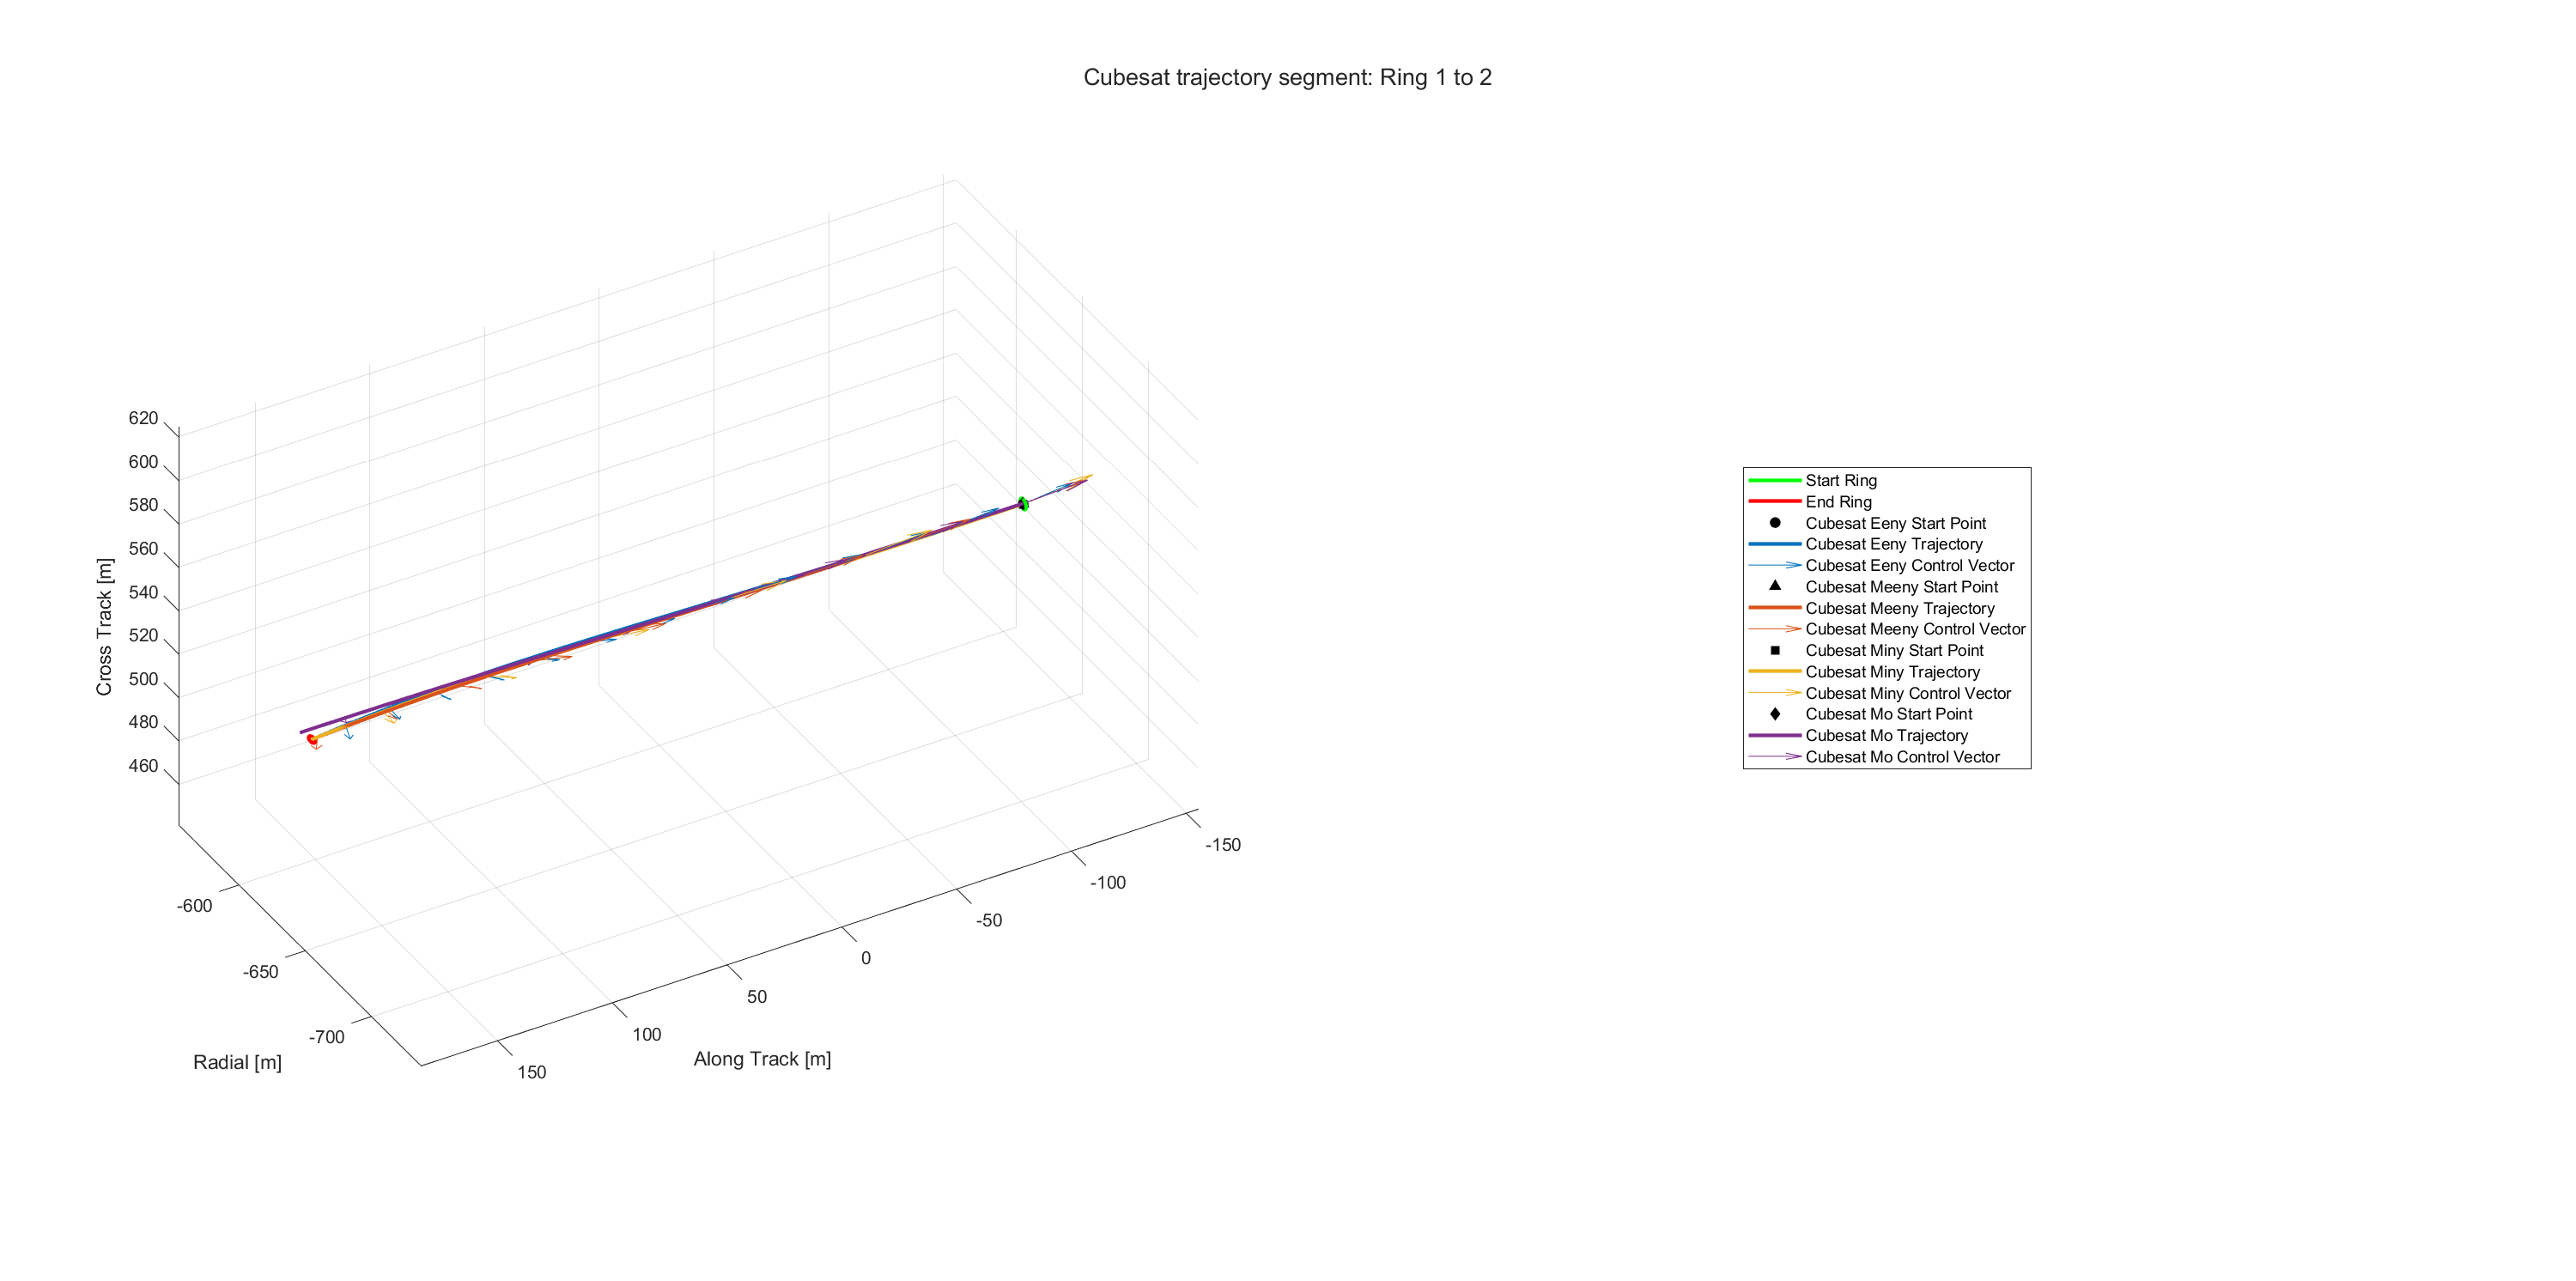 Cubesat trajectory segment: Ring 1 to 2
620
600
580
560
540
520
500
480
460
Cross Track [m]
-600
-650
-700
Radial [m]
150
100
50
0
-50
-100
-150
Along Track [m]
Start Ring
End Ring
Cubesat Eeny Start Point
Cubesat Eeny Trajectory
Cubesat Eeny Control Vector
Cubesat Meeny Start Point
Cubesat Meeny Trajectory
Cubesat Meeny Control Vector
Cubesat Miny Start Point
Cubesat Miny Trajectory
Cubesat Miny Control Vector
Cubesat Mo Start Point
Cubesat Mo Trajectory
Cubesat Mo Control Vector